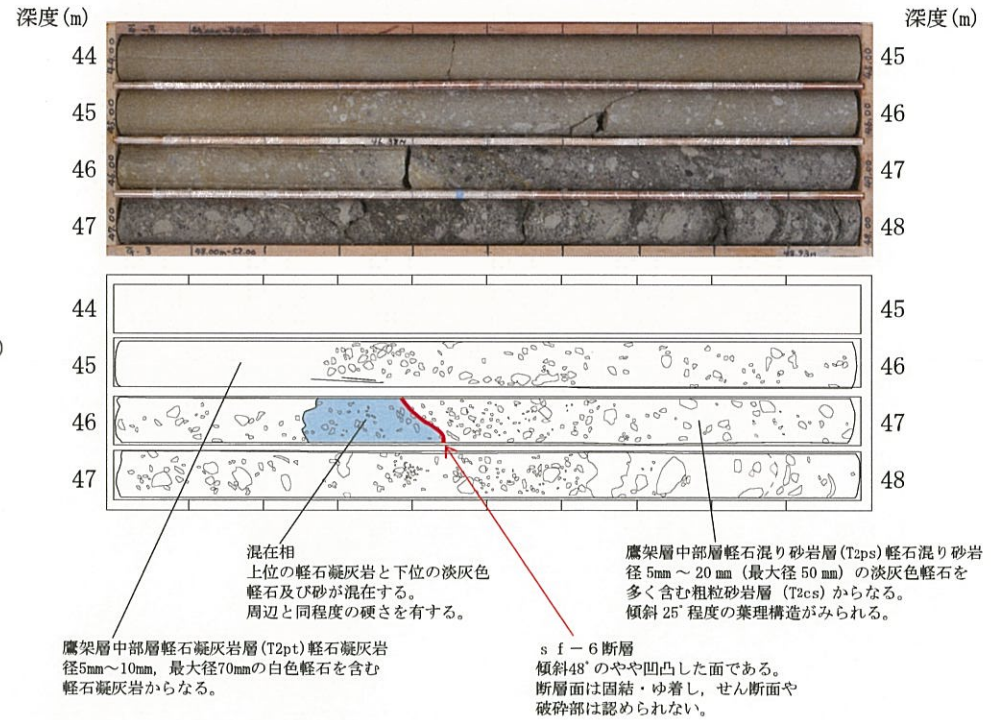 深度(m)
深度(m)
44
45
45
46
46
47
47
48
44
45
45
46
46
47
47
48
)
混在相
上位の軽石凝灰岩と下位の淡灰色
軽石及び砂が混在する。
周辺と同程度の硬さを有する。
鷹架層中部層軽石混り砂岩層(T2ps)軽石混り砂岩
径5mm～20mm(最大径50mm)の淡灰色軽石を
多く含む粗粒砂岩層(T2cs)からなる。
傾斜25°程度の葉理構造がみられる。
鷹架層中部層軽石凝灰岩層(T2pt)軽石凝灰岩
径5mm～10mm，最大径70mmの白色軽石を含む
軽石凝灰岩からなる。
ｓｆ－６断層
傾斜48°のやや凹凸した面である。
断層面は固結・ゆ着し，せん断面や
破砕部は認められない。